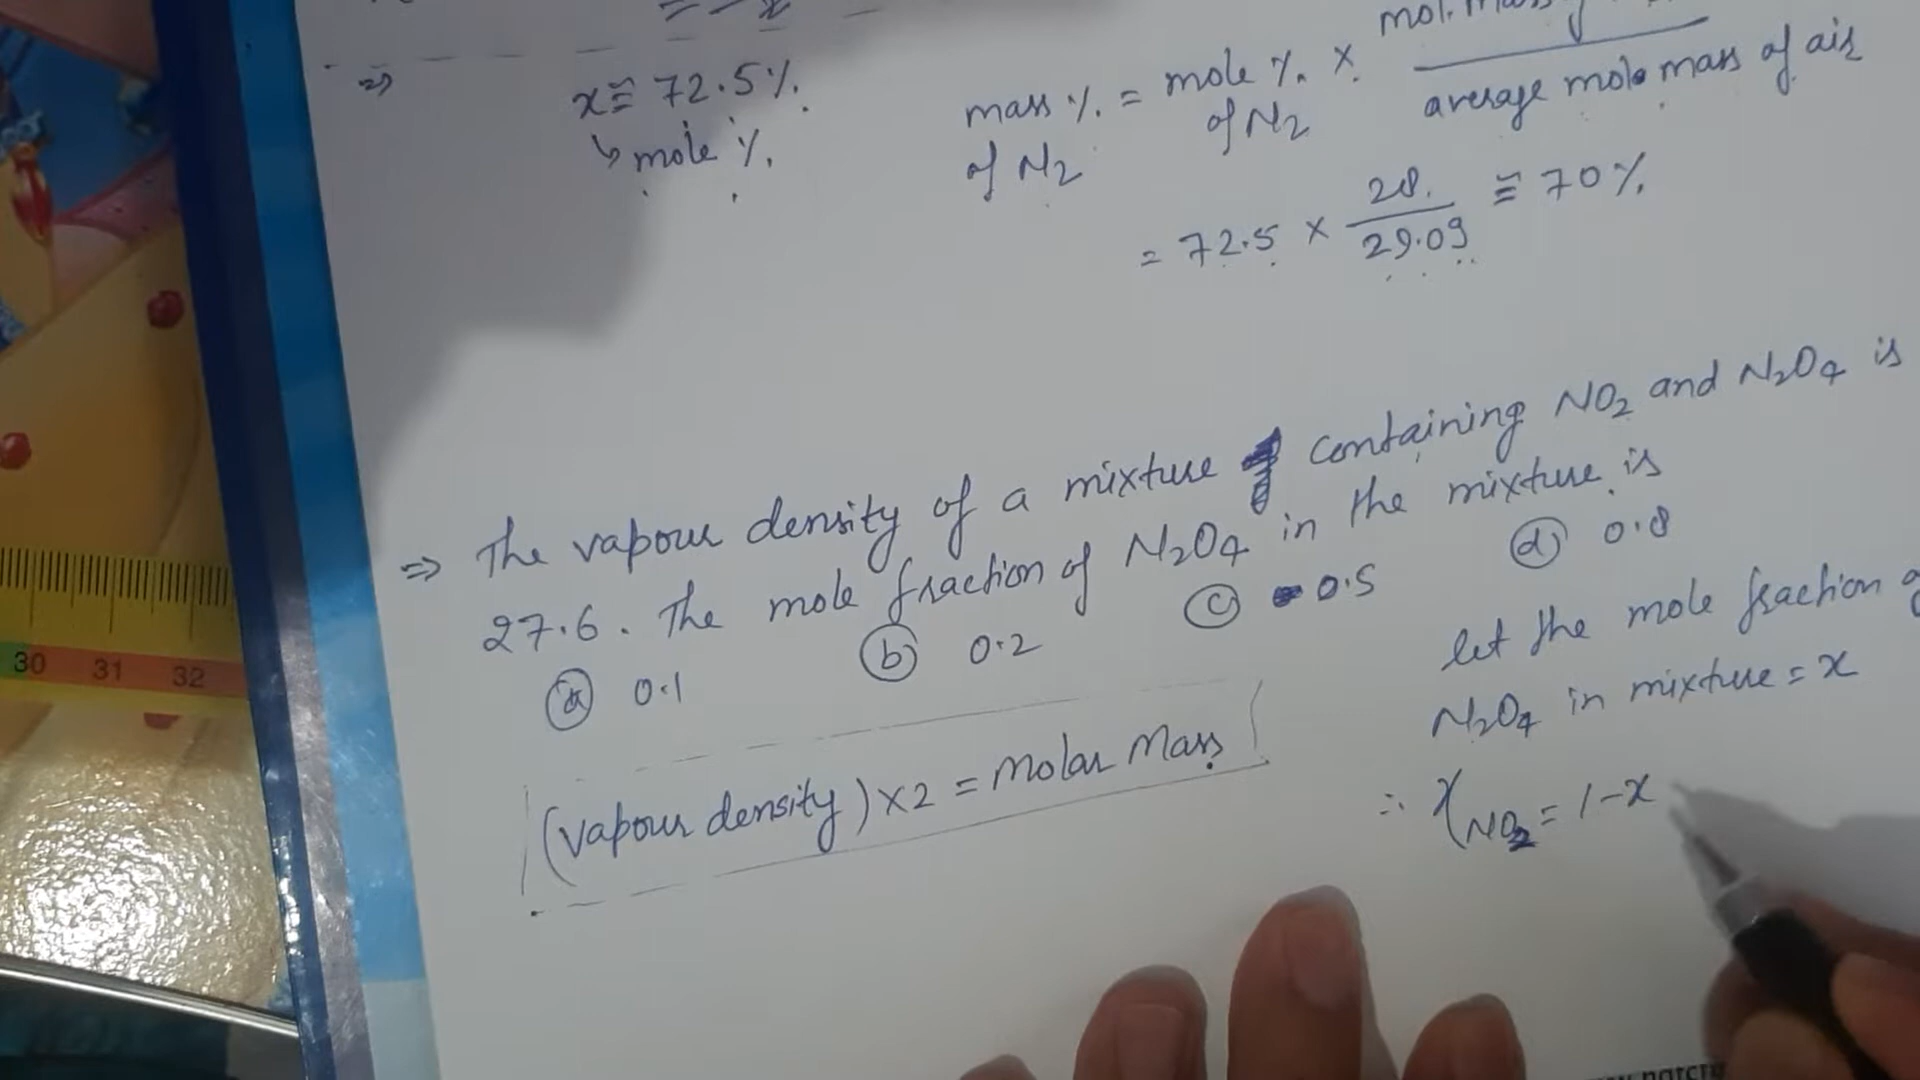 =>
x ≅ 72.5%.
↳ mole %.
mass %. = mole %. ×
of N2 of N2
average mole mass of air
= 72.5 × 28. / 29.09 ≅ 70%.
=> The vapour density of a mixture containing NO2 and N2O4 is
27.6. The mole fraction of N2O4 in the mixture is
(a) 0.1 (b) 0.2 (c) 0.5 (d) 0.8
(vapour density) × 2 = Molar Mass
let the mole fraction
N2O4 in mixture = x
∴ χNO2 = 1-x
30 31 32